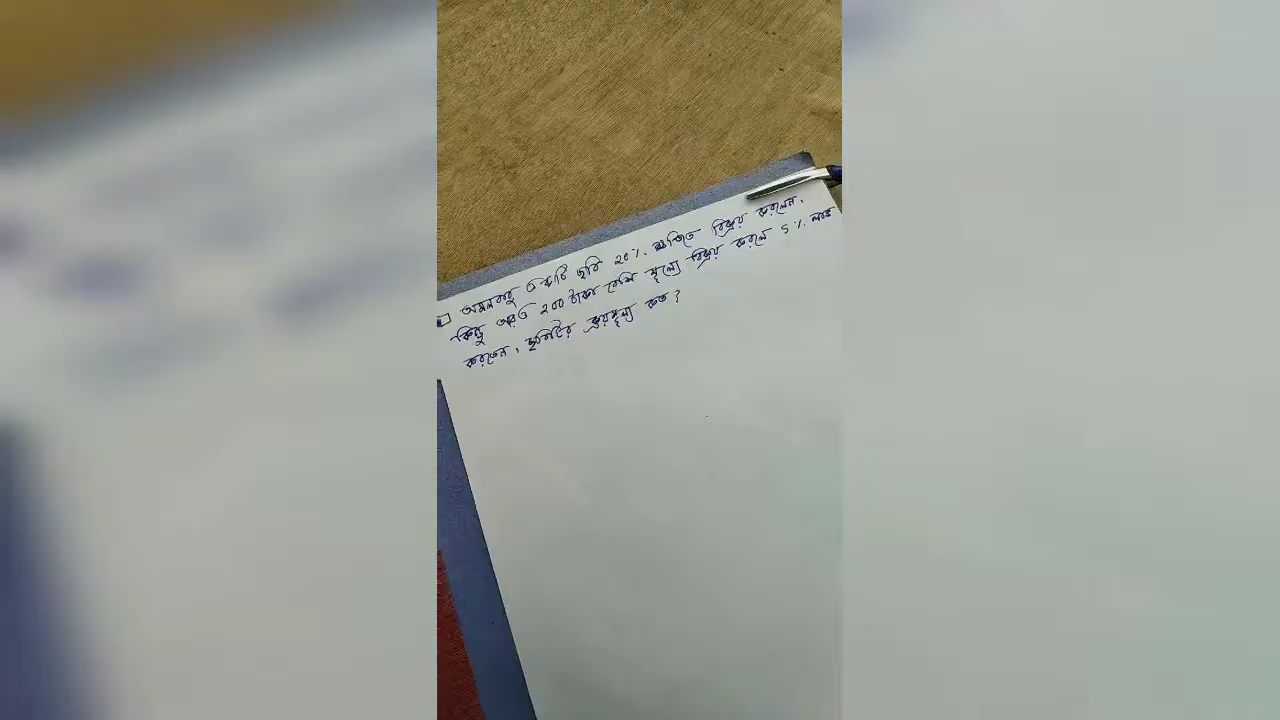 অমলবাবু একটি ছবি 20%. ক্ষতিতে বিক্রয় করলেন,
কিন্তু আরও 200 টাকা বেশি মূল্যে বিক্রয় করলে 5%. লাভ
করতেন, ছবিটির ক্রয়মূল্য কত?